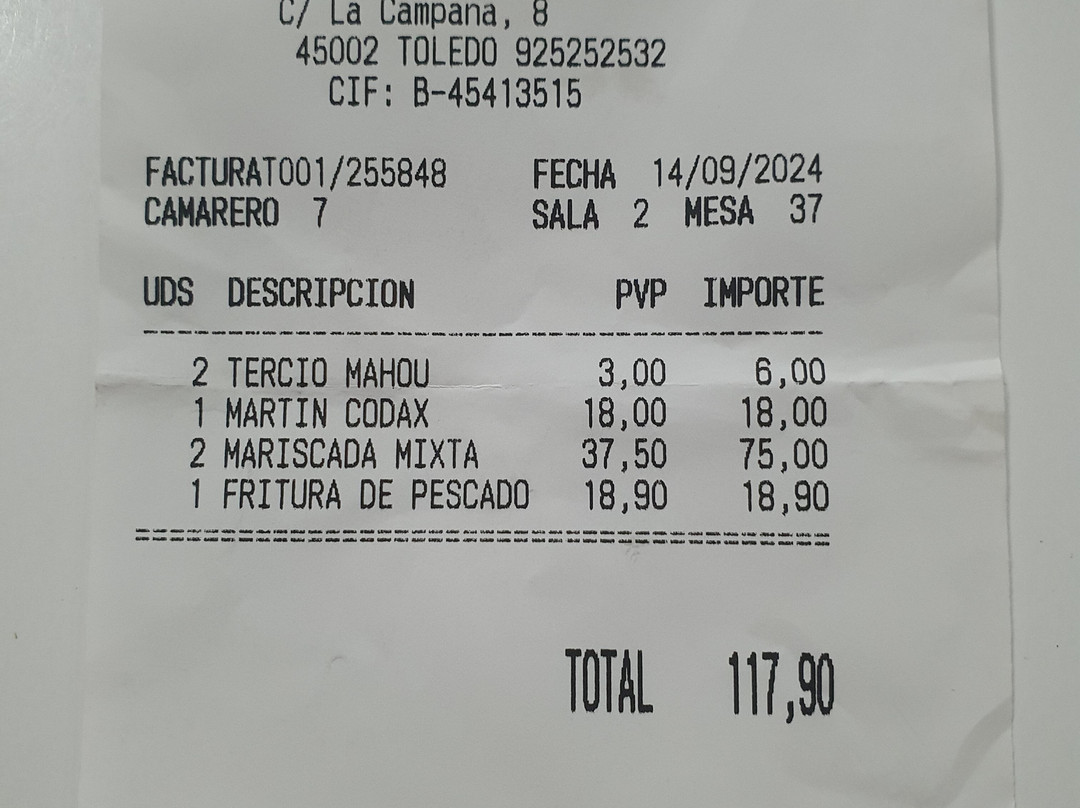 C/ La Campana, 8
45002 TOLEDO 925252532
CIF: B-45413515
FACTURAT001/255848 FECHA 14/09/2024
CAMARERO 7 SALA 2 MESA 37
UDS DESCRIPCION PVP IMPORTE
2 TERCIO MAHOU 3,00 6,00
1 MARTIN CODAX 18,00 18,00
2 MARISCADA MIXTA 37,50 75,00
1 FRITURA DE PESCADO 18,90 18,90
TOTAL 117,90